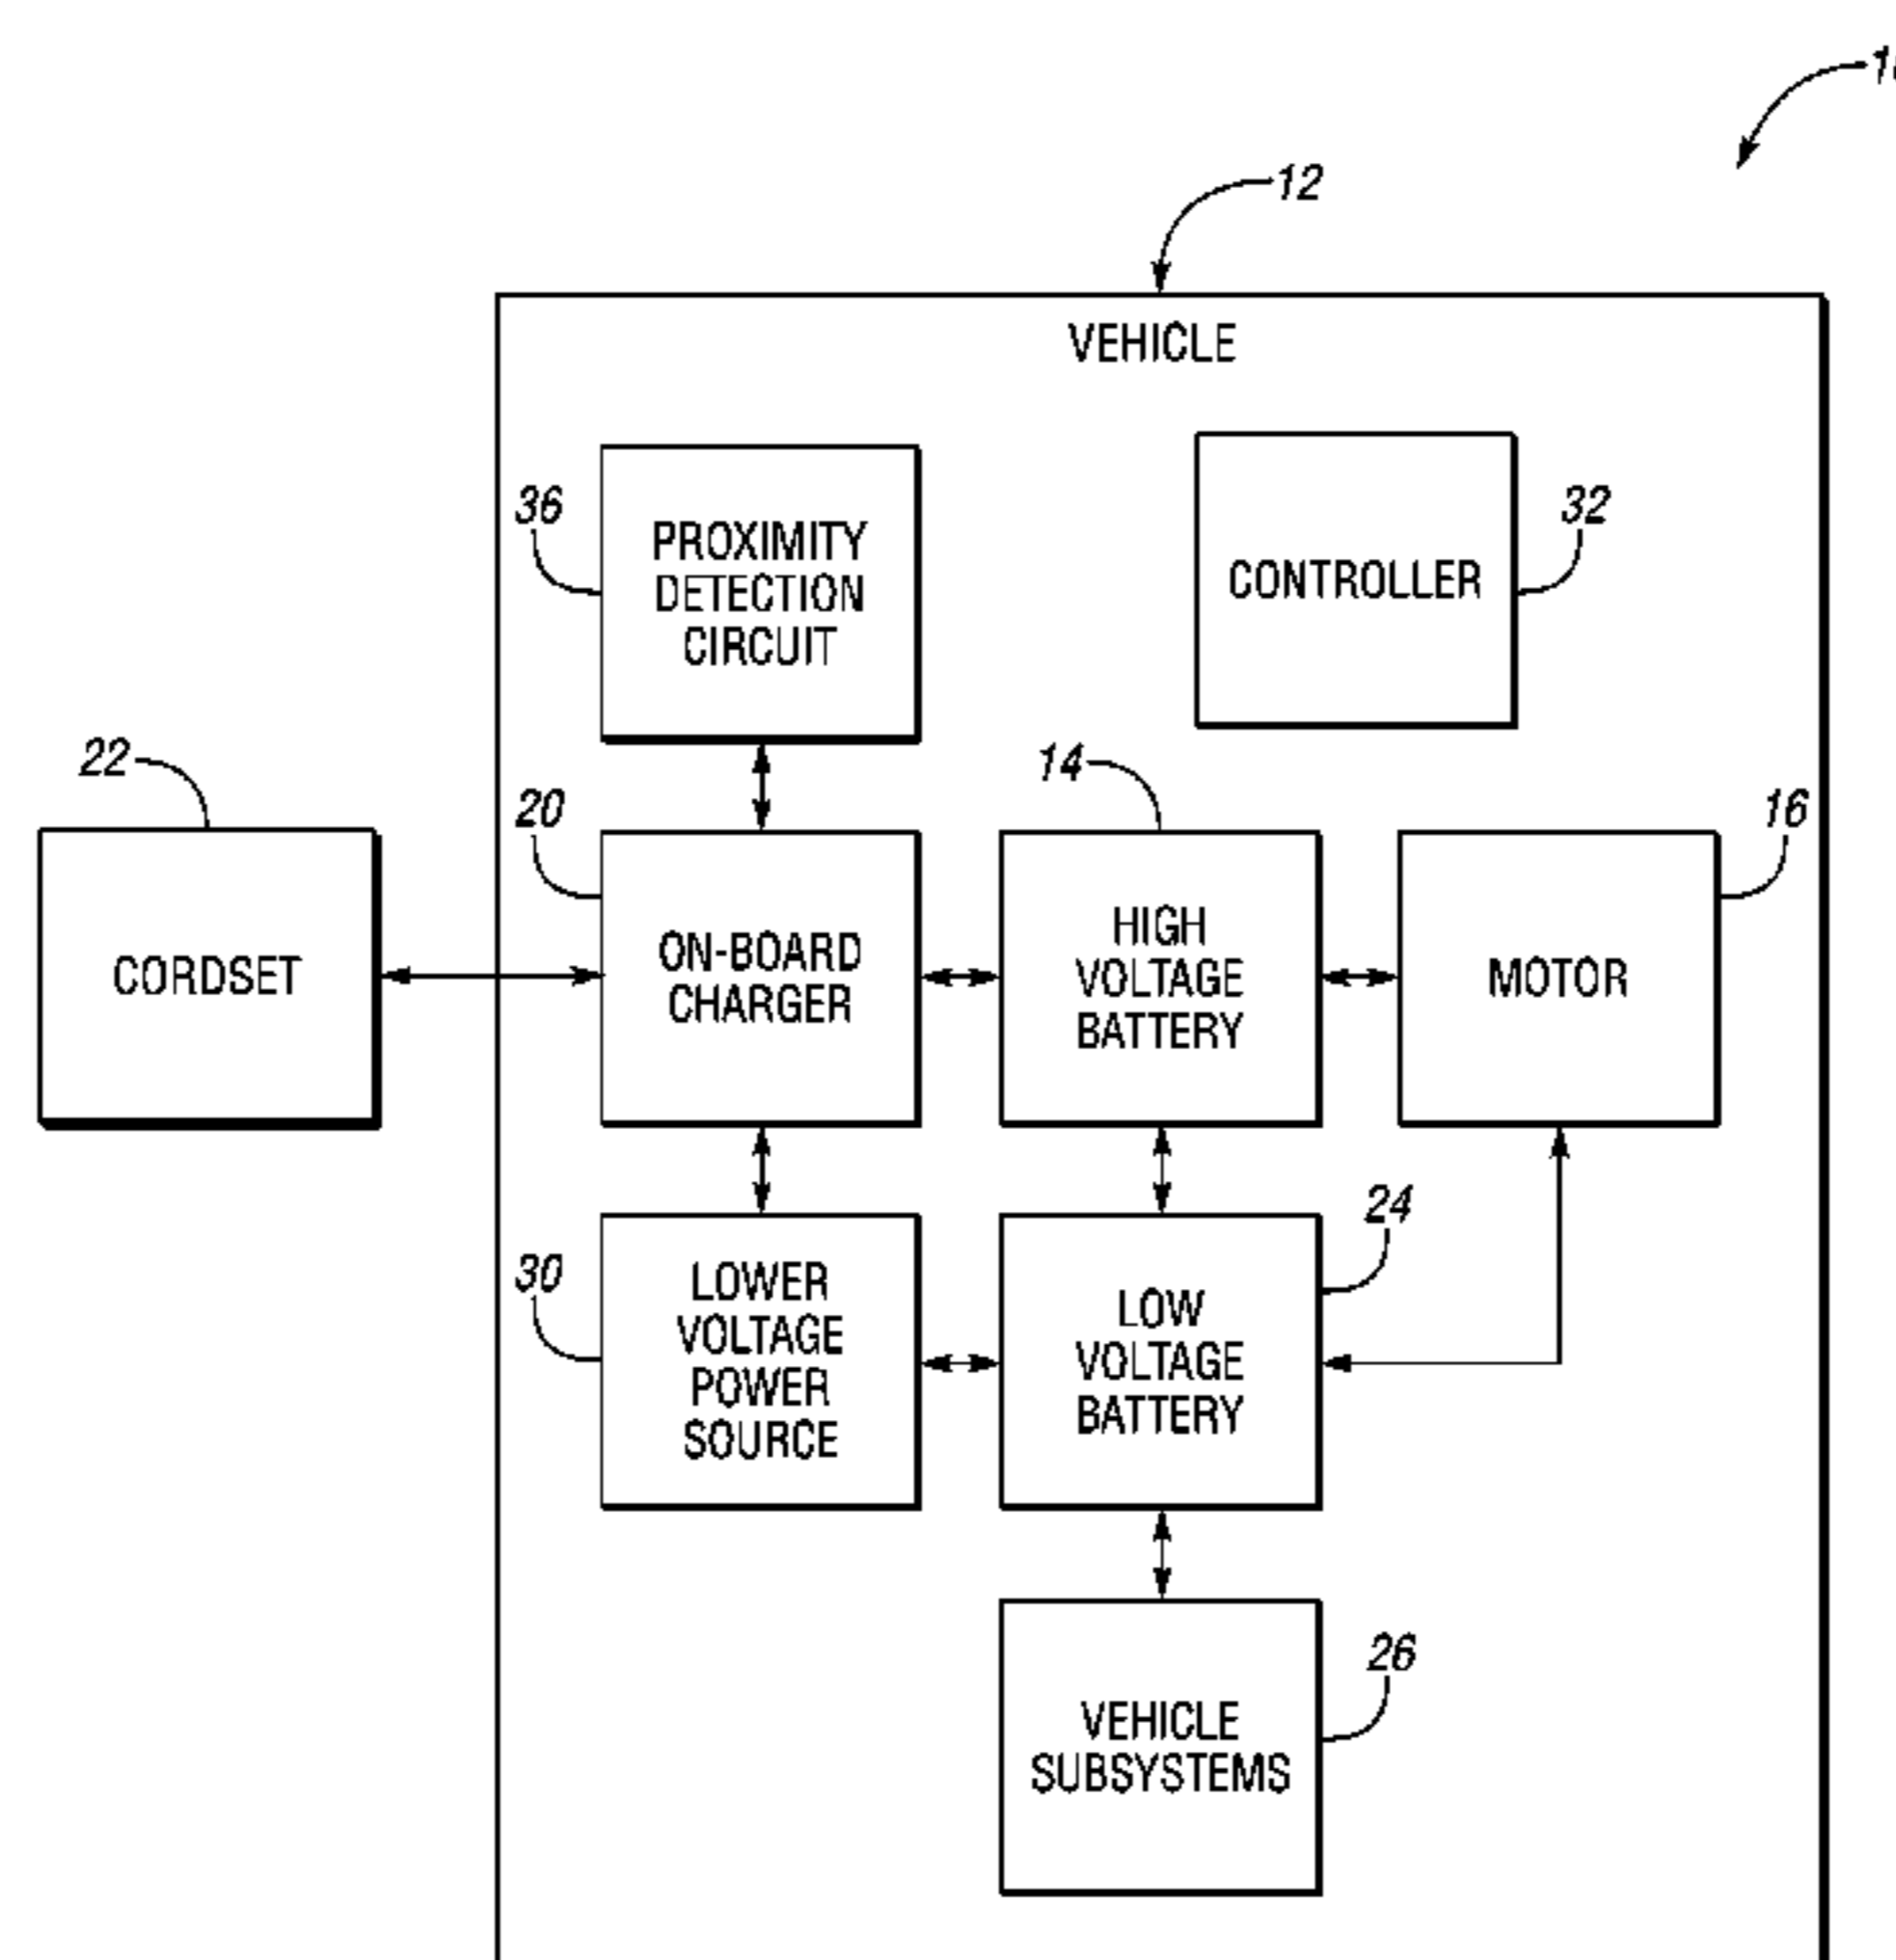 12
VEHICLE
36
PROXIMITY
DETECTION
CIRCUIT
CONTROLLER
32
22
CORDSET
20
ON-BOARD
CHARGER
14
HIGH
VOLTAGE
BATTERY
16
MOTOR
30
LOWER
VOLTAGE
POWER
SOURCE
24
LOW
VOLTAGE
BATTERY
26
VEHICLE
SUBSYSTEMS